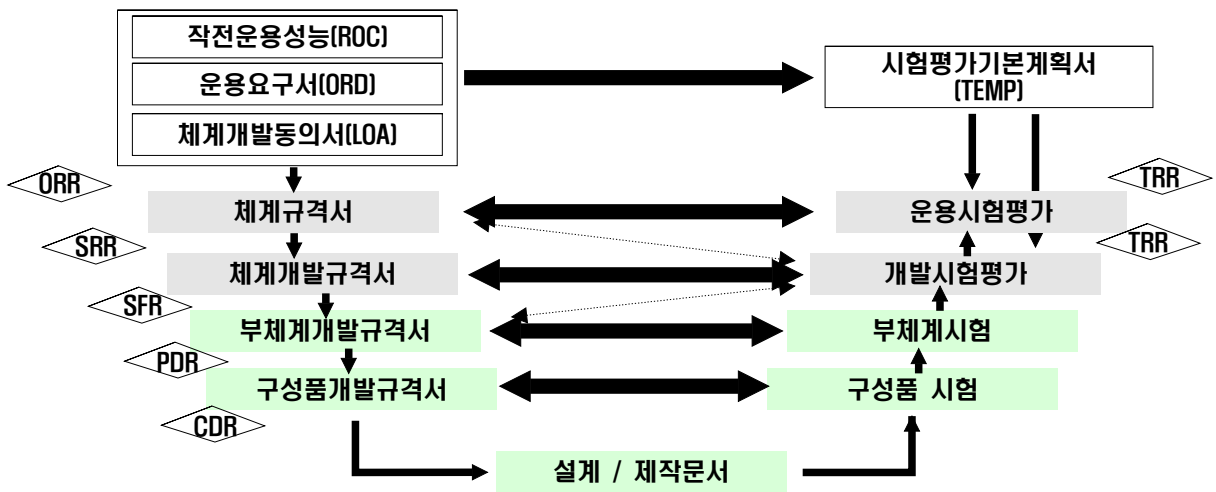 작전운용성능(ROC)
운용요구서(ORD)
체계개발동의서(LOA)
시험평가기본계획서
(TEMP)
ORR
TRR
체계규격서
운용시험평가
SRR
TRR
체계개발규격서
개발시험평가
SFR
부체계개발규격서
부체계시험
PDR
구성품개발규격서
구성품 시험
CDR
설계 / 제작문서